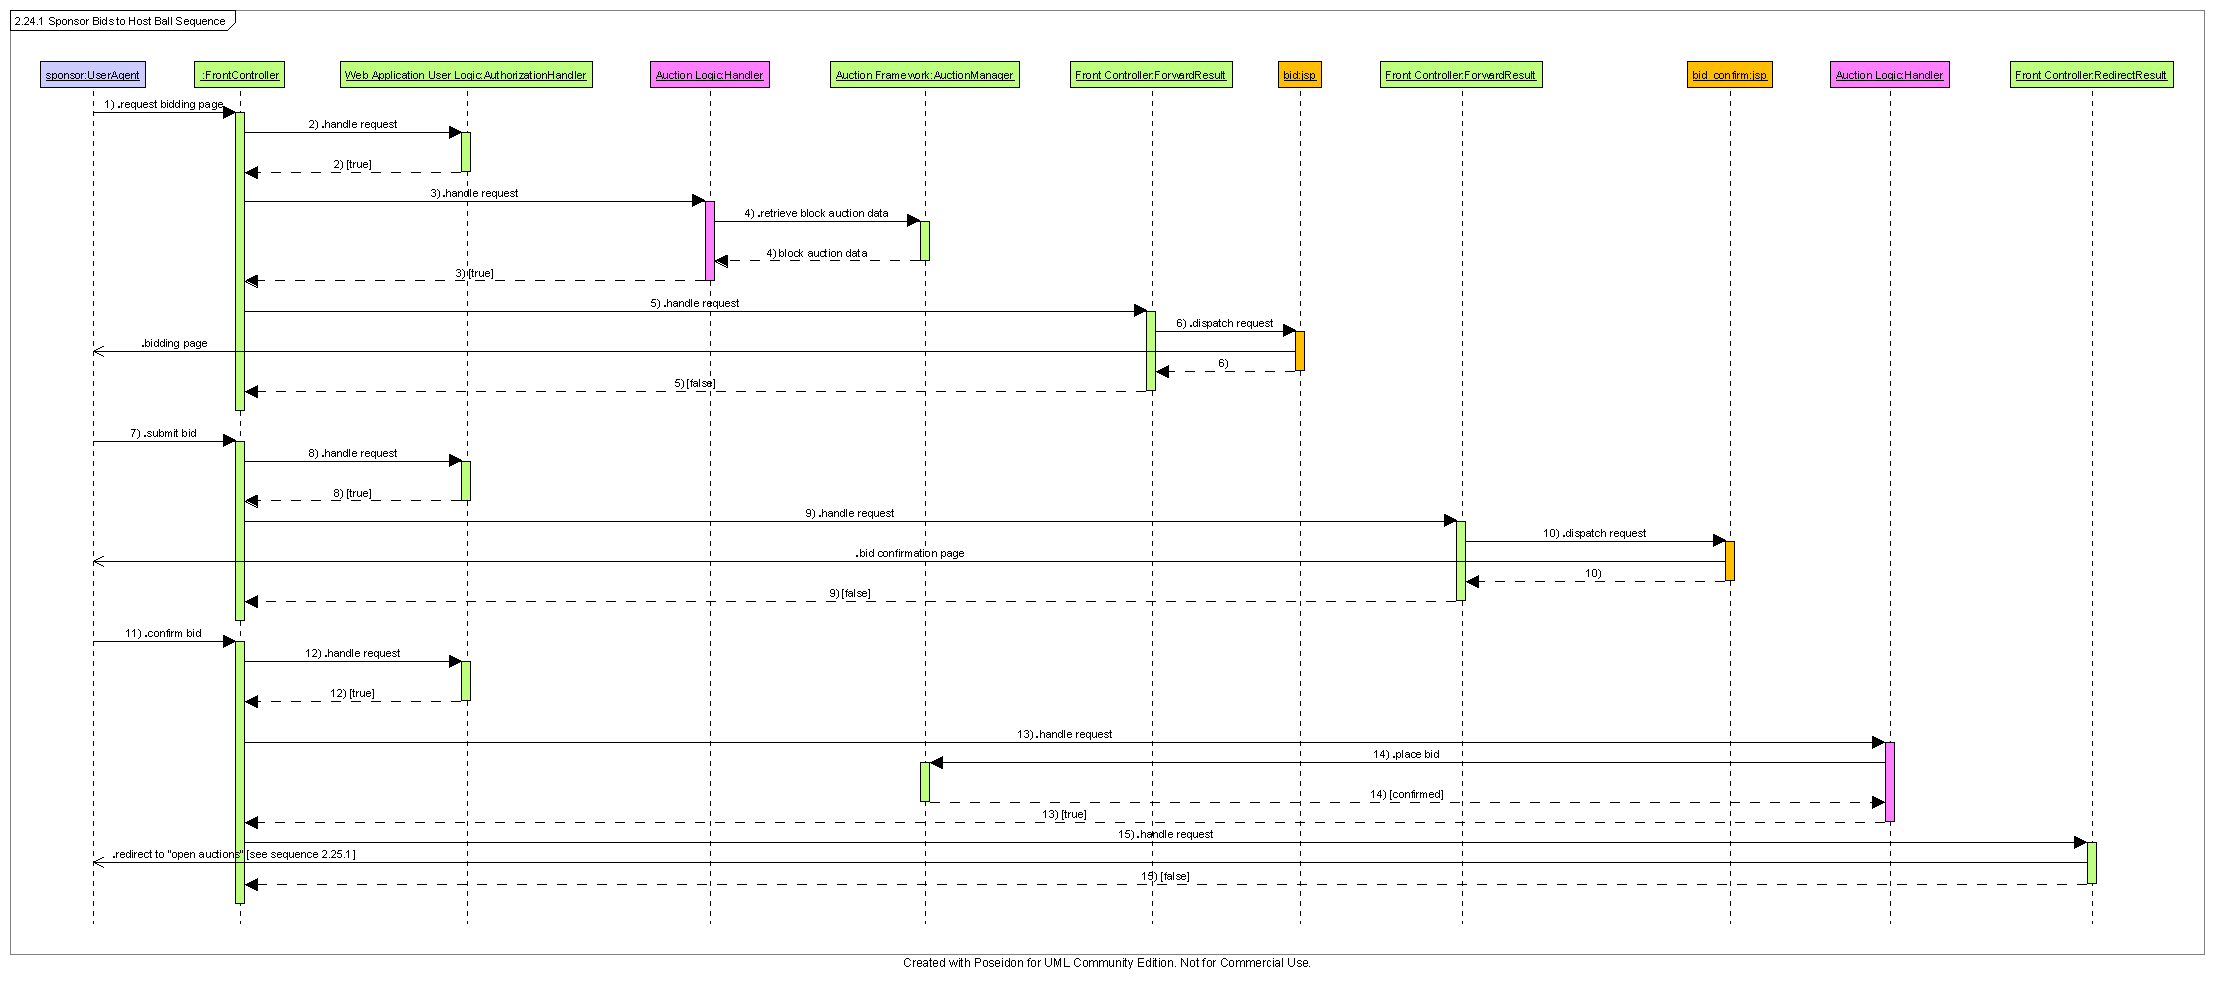 2.24.1 Sponsor Bids to Host Ball Sequence
sponsor:UserAgent
:FrontController
Web Application User Logic:AuthorizationHandler
Auction Logic:Handler
Auction Framework:AuctionManager
Front Controller:ForwardResult
bid:jsp
Front Controller:ForwardResult
bid_confirm:jsp
Auction Logic:Handler
Front Controller:RedirectResult
1) .request bidding page
2) .handle request
2) [true]
3) .handle request
4) .retrieve block auction data
4) block auction data
3) [true]
5) .handle request
6) .dispatch request
.bidding page
6)
5) [false]
7) .submit bid
8) .handle request
8) [true]
9) .handle request
10) .dispatch request
.bid confirmation page
10)
9) [false]
11) .confirm bid
12) .handle request
12) [true]
13) .handle request
14) .place bid
14) [confirmed]
13) [true]
15) .handle request
.redirect to "open auctions" [see sequence 2.25.1]
15) [false]
Created with Poseidon for UML Community Edition. Not for Commercial Use.